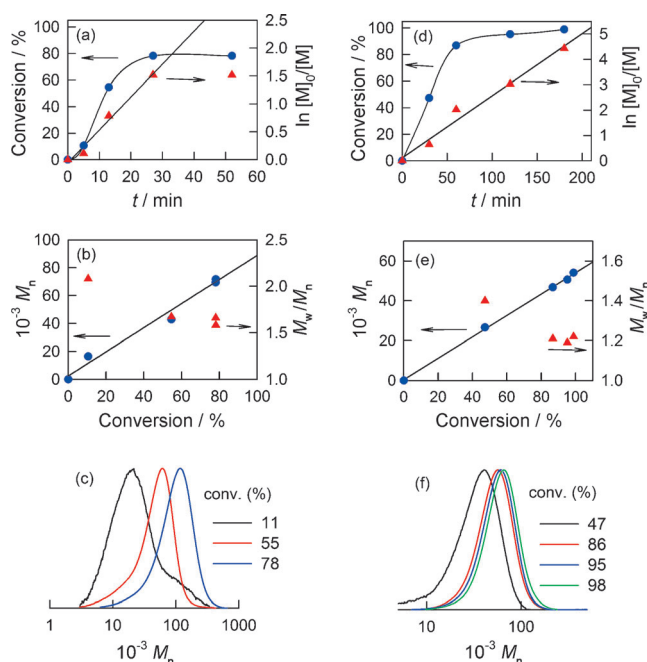 (a)
Conversion / %
100
80
60
40
20
0
ln [M]0/[M]
2.5
2.0
1.5
1.0
0.5
0.0
0 10 20 30 40 50 60
t / min
(d)
Conversion / %
100
80
60
40
20
0
ln [M]0/[M]
5
4
3
2
1
0
0 50 100 150 200
t / min
(b)
10⁻³ Mn
100
80
60
40
20
0
Mw/Mn
2.5
2.0
1.5
1.0
0 20 40 60 80 100
Conversion / %
(e)
10⁻³ Mn
60
40
20
0
Mw/Mn
1.6
1.4
1.2
1.0
0 20 40 60 80 100
Conversion / %
(c)
conv. (%)
11
55
78
1 10 100 1000
10⁻³ Mn
(f)
conv. (%)
47
86
95
98
10 100
10⁻³ Mn